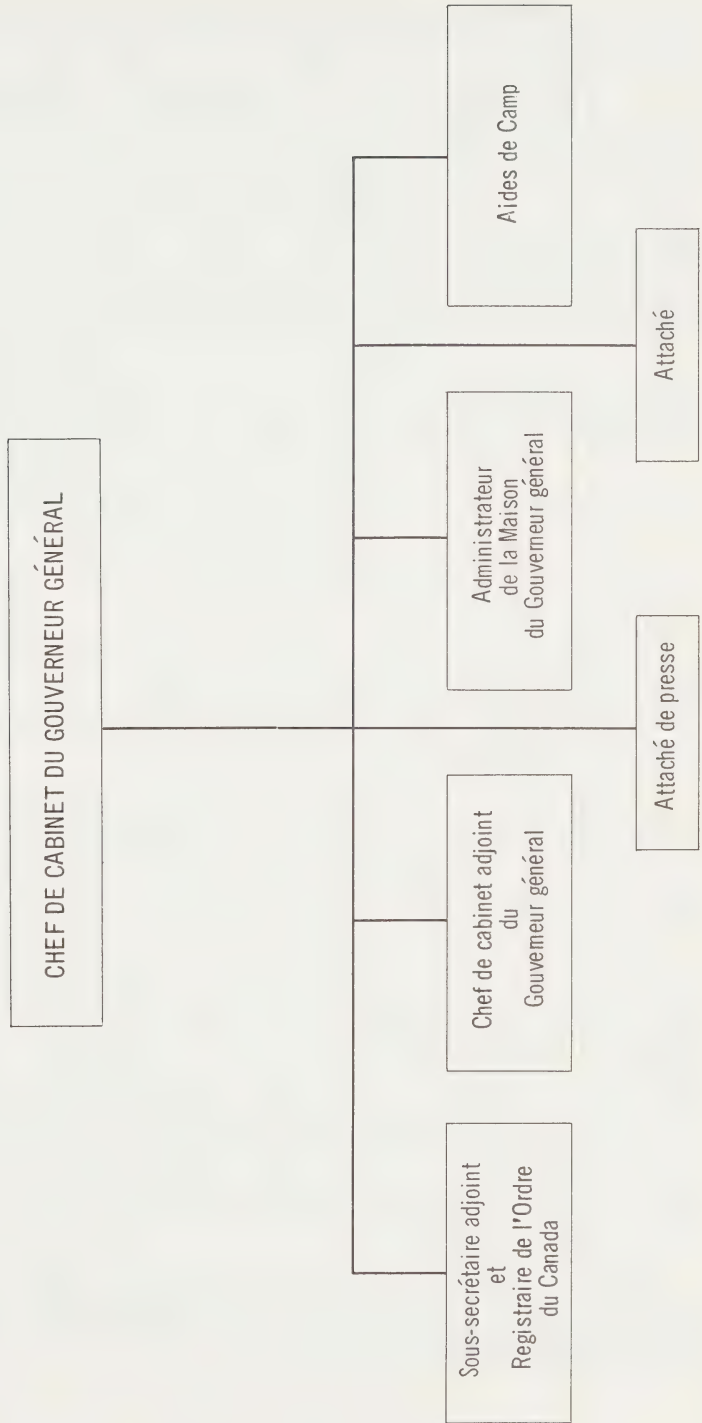 CHEF DE CABINET DU GOUVERNEUR GÉNÉRAL
Sous-secrétaire adjoint
et
Registraire de l'Ordre
du Canada
Chef de cabinet adjoint
du
Gouverneur général
Attaché de presse
Administrateur
de la Maison
du Gouverneur général
Attaché
Aides de Camp